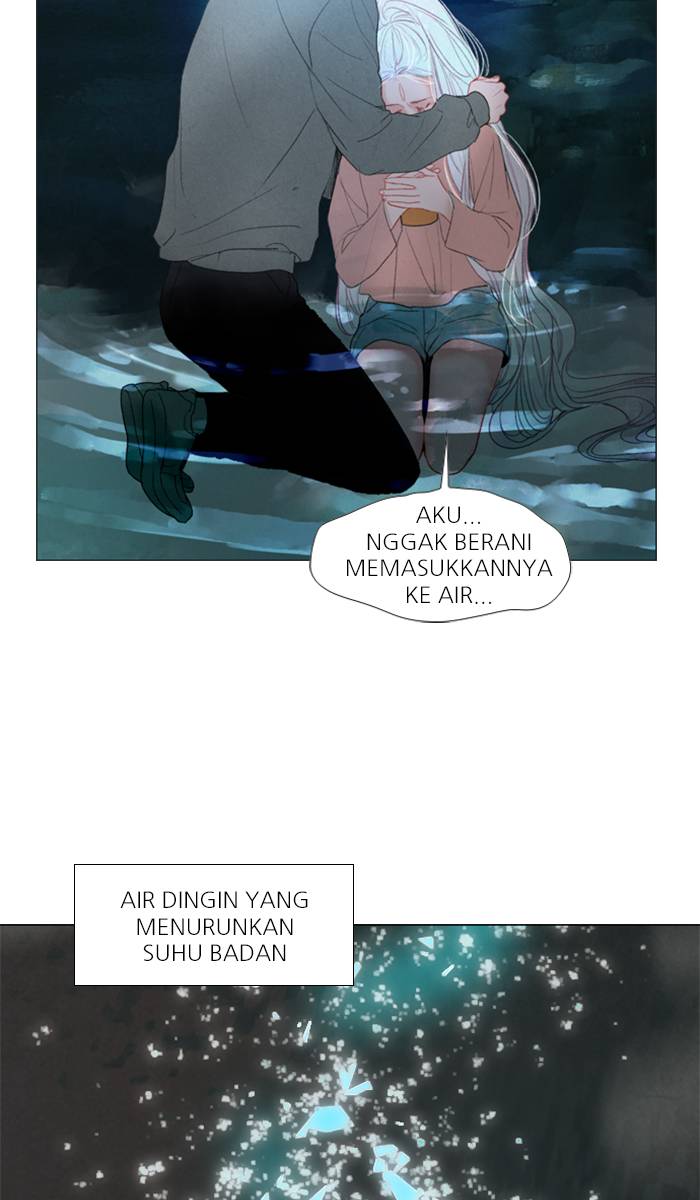 AKU...
NGGAK BERANI
MEMASUKKANNYA
KE AIR...
AIR DINGIN YANG
MENURUNKAN
SUHU BADAN